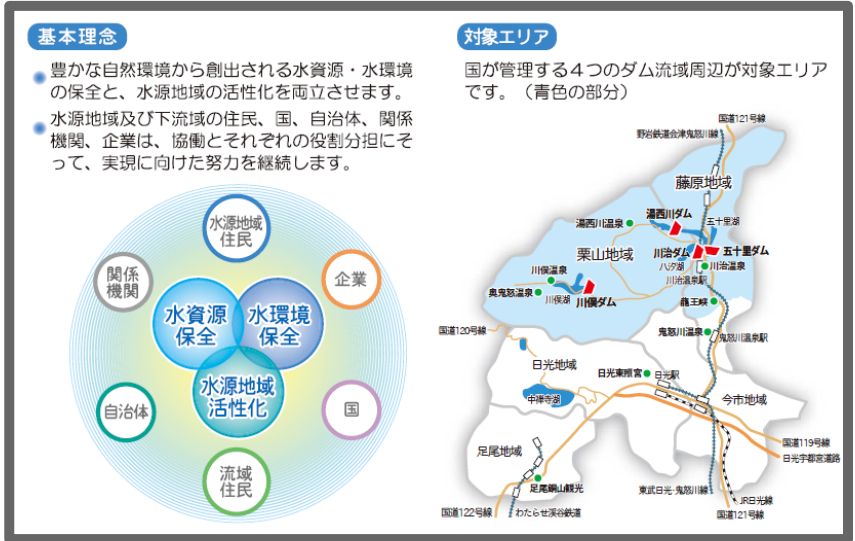 基本理念
豊かな自然環境から創出される水資源・水環境
の保全と、水源地域の活性化を両立させます。
水源地域及び下流域の住民、国、自治体、関係
機関、企業は、協働とそれぞれの役割分担にそ
って、実現に向けた努力を継続します。
水源地域
住民
関係
機関
企業
水資源
保全
水環境
保全
水源地域
活性化
自治体
国
流域
住民
対象エリア
国が管理する4つのダム流域周辺が対象エリア
です。（青色の部分）
国道121号線
野岩鉄道会津鬼怒川線
藤原地域
湯西川ダム
五十里湖
湯西川温泉
栗山地域
川治ダム
五十里ダム
八汐湖
川治温泉
川治温泉駅
川俣温泉
奥鬼怒温泉
川俣湖
川俣ダム
龍王峡
国道120号線
鬼怒川温泉
鬼怒川温泉駅
日光地域
日光東照宮
日光駅
中禅寺湖
今市地域
足尾地域
国道119号線
日光宇都宮道路
足尾銅山観光
東武日光・鬼怒川線
JR日光線
国道122号線
わたらせ渓谷鉄道
国道121号線